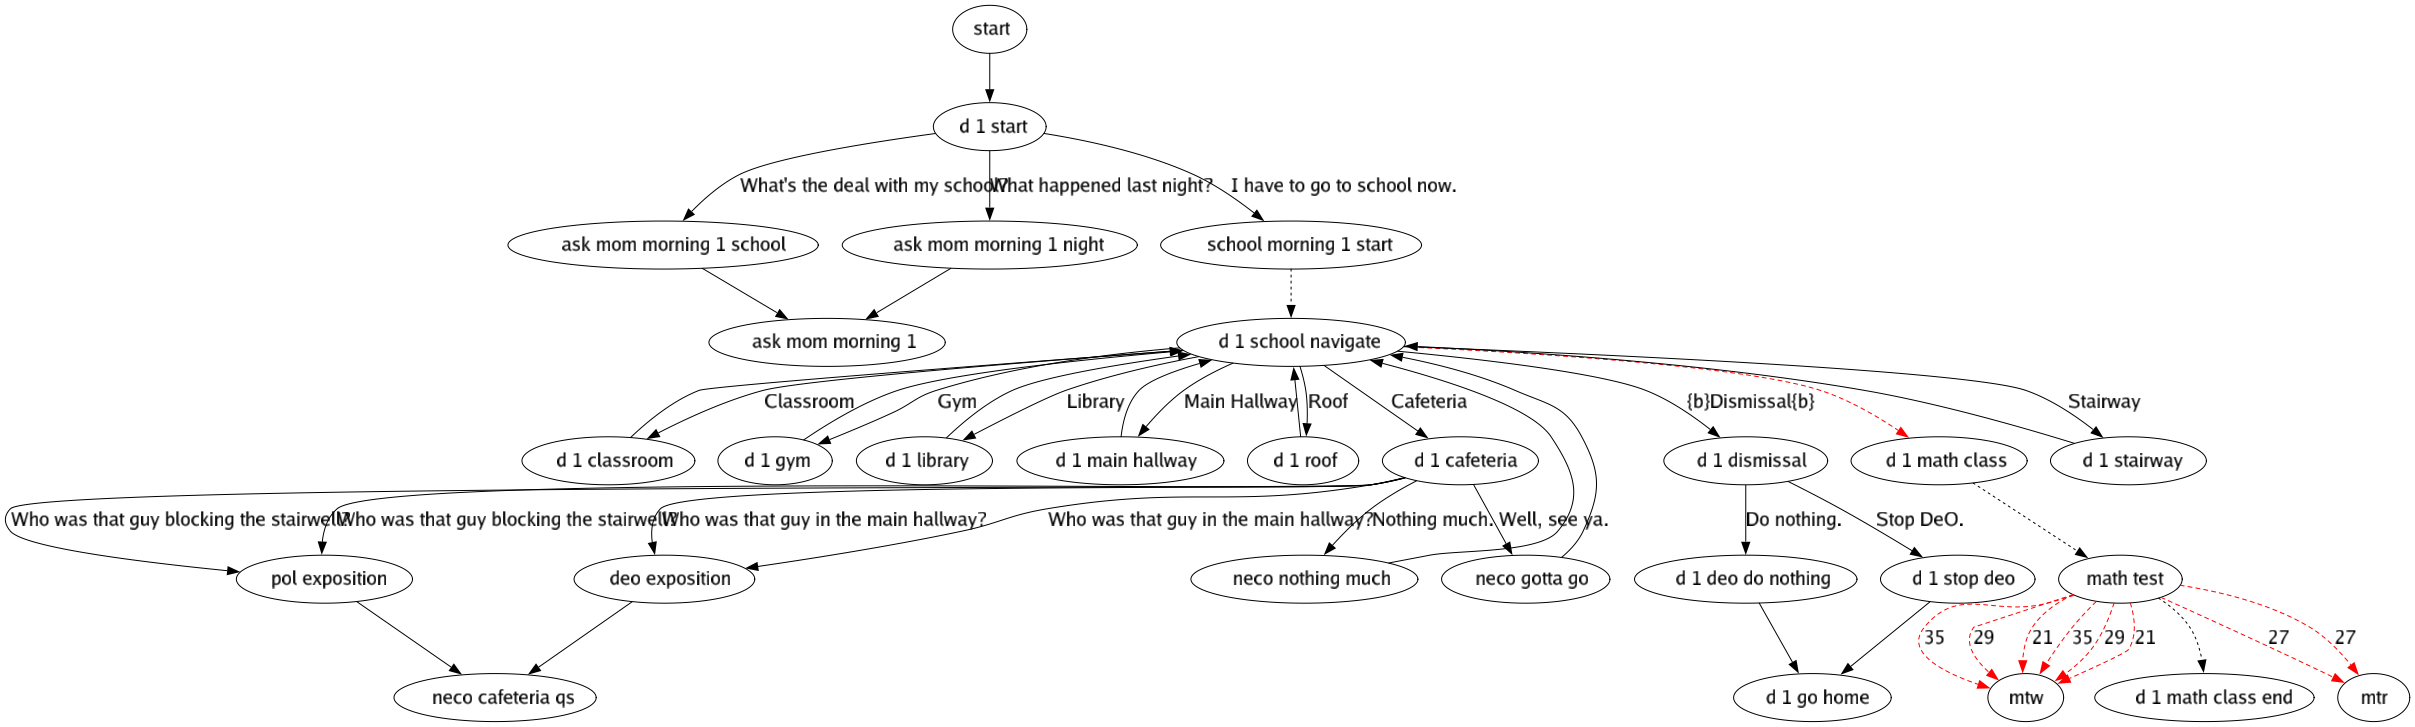 start
d 1 start
What's the deal with my school?
What happened last night?
I have to go to school now.
ask mom morning 1 school
ask mom morning 1 night
school morning 1 start
ask mom morning 1
d 1 school navigate
Classroom
Gym
Library
Main Hallway
Roof
Cafeteria
{b}Dismissal{b}
Stairway
d 1 classroom
d 1 gym
d 1 library
d 1 main hallway
d 1 roof
d 1 cafeteria
d 1 dismissal
d 1 math class
d 1 stairway
Who was that guy blocking the stairwell?
Who was that guy blocking the stairwell?
Who was that guy in the main hallway?
Who was that guy in the main hallway?
Nothing much.
Well, see ya.
Do nothing.
Stop DeO.
pol exposition
deo exposition
neco nothing much
neco gotta go
d 1 deo do nothing
d 1 stop deo
math test
35
29
21
35
29
21
27
27
neco cafeteria qs
d 1 go home
mtw
d 1 math class end
mtr